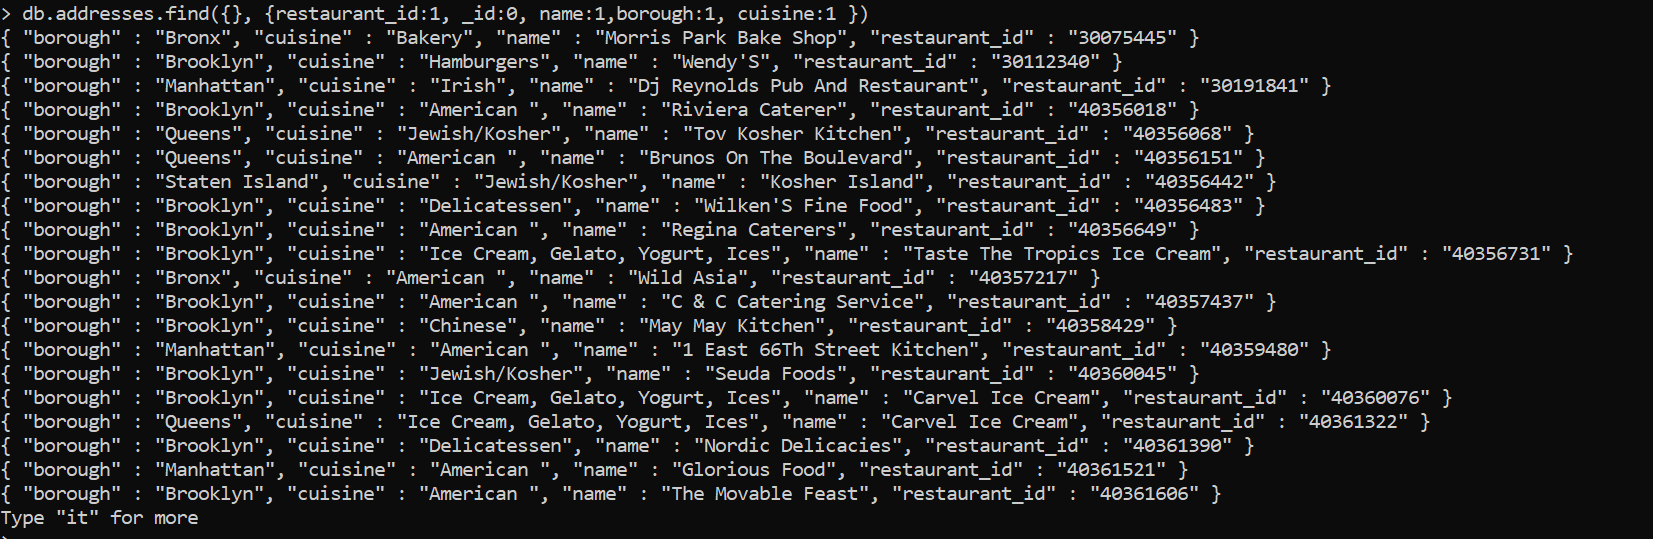 > db.addresses.find({}, {restaurant_id:1, _id:0, name:1,borough:1, cuisine:1 })
{ "borough" : "Bronx", "cuisine" : "Bakery", "name" : "Morris Park Bake Shop", "restaurant_id" : "30075445" }
{ "borough" : "Brooklyn", "cuisine" : "Hamburgers", "name" : "Wendy'S", "restaurant_id" : "30112340" }
{ "borough" : "Manhattan", "cuisine" : "Irish", "name" : "Dj Reynolds Pub And Restaurant", "restaurant_id" : "30191841" }
{ "borough" : "Brooklyn", "cuisine" : "American ", "name" : "Riviera Caterer", "restaurant_id" : "40356018" }
{ "borough" : "Queens", "cuisine" : "Jewish/Kosher", "name" : "Tov Kosher Kitchen", "restaurant_id" : "40356068" }
{ "borough" : "Queens", "cuisine" : "American ", "name" : "Brunos On The Boulevard", "restaurant_id" : "40356151" }
{ "borough" : "Staten Island", "cuisine" : "Jewish/Kosher", "name" : "Kosher Island", "restaurant_id" : "40356442" }
{ "borough" : "Brooklyn", "cuisine" : "Delicatessen", "name" : "Wilken'S Fine Food", "restaurant_id" : "40356483" }
{ "borough" : "Brooklyn", "cuisine" : "American ", "name" : "Regina Caterers", "restaurant_id" : "40356649" }
{ "borough" : "Brooklyn", "cuisine" : "Ice Cream, Gelato, Yogurt, Ices", "name" : "Taste The Tropics Ice Cream", "restaurant_id" : "40356731" }
{ "borough" : "Bronx", "cuisine" : "American ", "name" : "Wild Asia", "restaurant_id" : "40357217" }
{ "borough" : "Brooklyn", "cuisine" : "American ", "name" : "C & C Catering Service", "restaurant_id" : "40357437" }
{ "borough" : "Brooklyn", "cuisine" : "Chinese", "name" : "May May Kitchen", "restaurant_id" : "40358429" }
{ "borough" : "Manhattan", "cuisine" : "American ", "name" : "1 East 66Th Street Kitchen", "restaurant_id" : "40359480" }
{ "borough" : "Brooklyn", "cuisine" : "Jewish/Kosher", "name" : "Seuda Foods", "restaurant_id" : "40360045" }
{ "borough" : "Brooklyn", "cuisine" : "Ice Cream, Gelato, Yogurt, Ices", "name" : "Carvel Ice Cream", "restaurant_id" : "40360076" }
{ "borough" : "Queens", "cuisine" : "Ice Cream, Gelato, Yogurt, Ices", "name" : "Carvel Ice Cream", "restaurant_id" : "40361322" }
{ "borough" : "Brooklyn", "cuisine" : "Delicatessen", "name" : "Nordic Delicacies", "restaurant_id" : "40361390" }
{ "borough" : "Manhattan", "cuisine" : "American ", "name" : "Glorious Food", "restaurant_id" : "40361521" }
{ "borough" : "Brooklyn", "cuisine" : "American ", "name" : "The Movable Feast", "restaurant_id" : "40361606" }
Type "it" for more